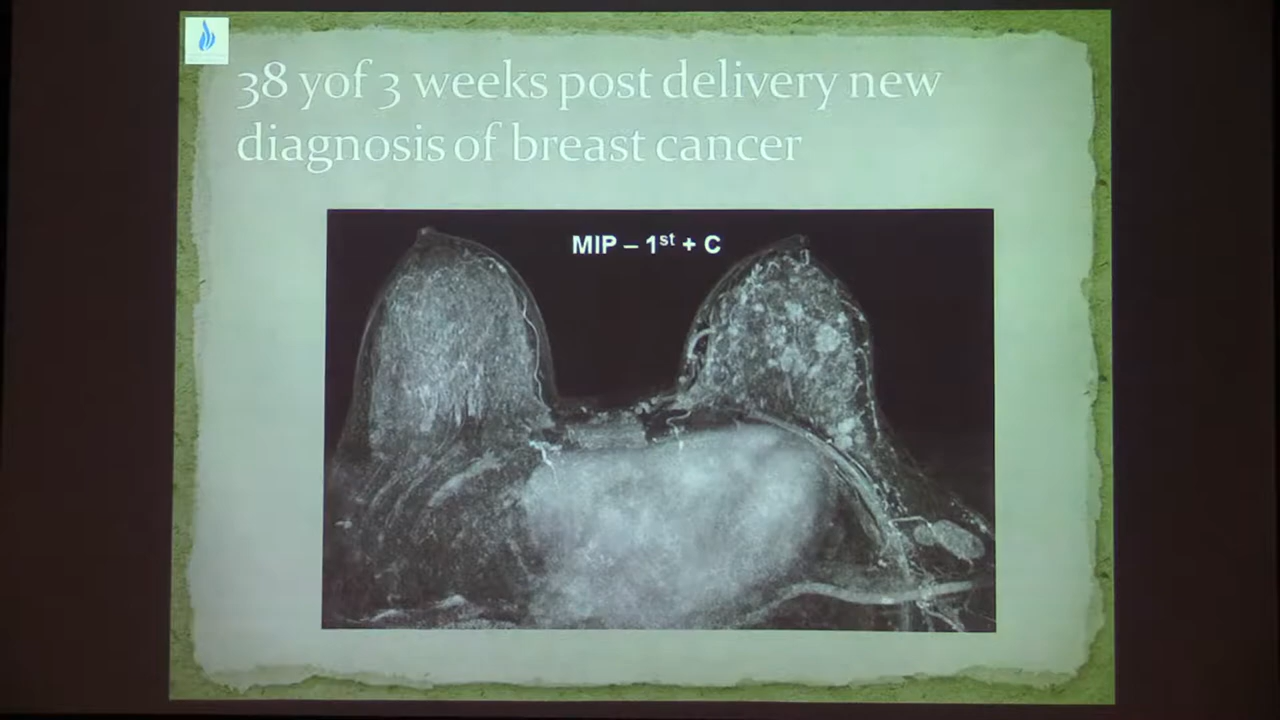 38 yof 3 weeks post delivery new
diagnosis of breast cancer
MIP – 1st + C